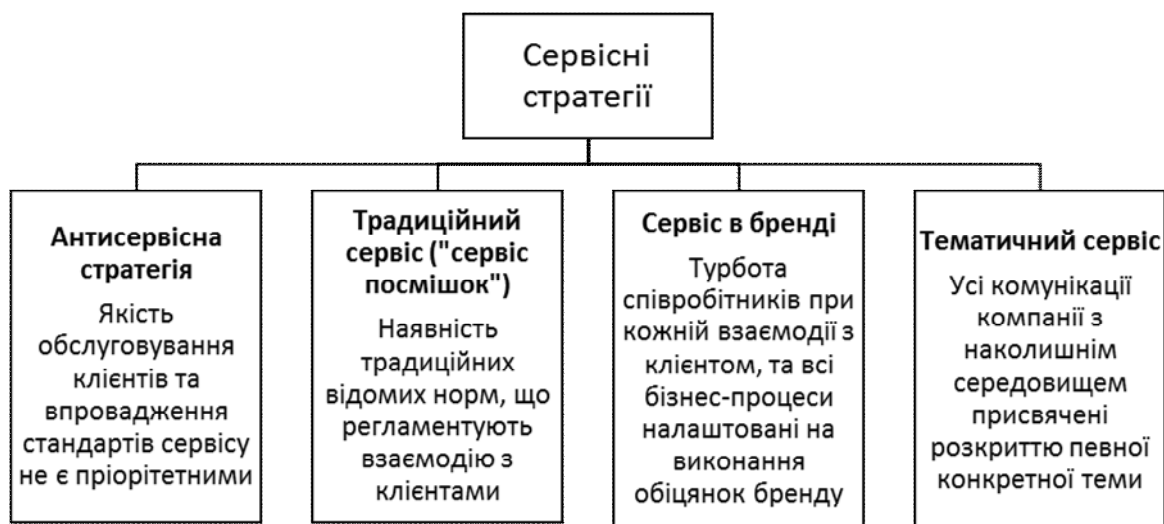 Сервісні
стратегії
Антисервісна
стратегія
Якість
обслуговування
клієнтів та
впровадження
стандартів сервісу
не є пріорітетними
Традиційний
сервіс ("сервіс
посмішок")
Наявність
традиційних
відомих норм, що
регламентують
взаємодію з
клієнтами
Сервіс в бренді
Турбота
співробітників при
кожній взаємодії з
клієнтом, та всі
бізнес-процеси
налаштовані на
виконання
обіцянок бренду
Тематичний сервіс
Усі комунікації
компанії з
наколишнім
середовищем
присвячені
розкриттю певної
конкретної теми